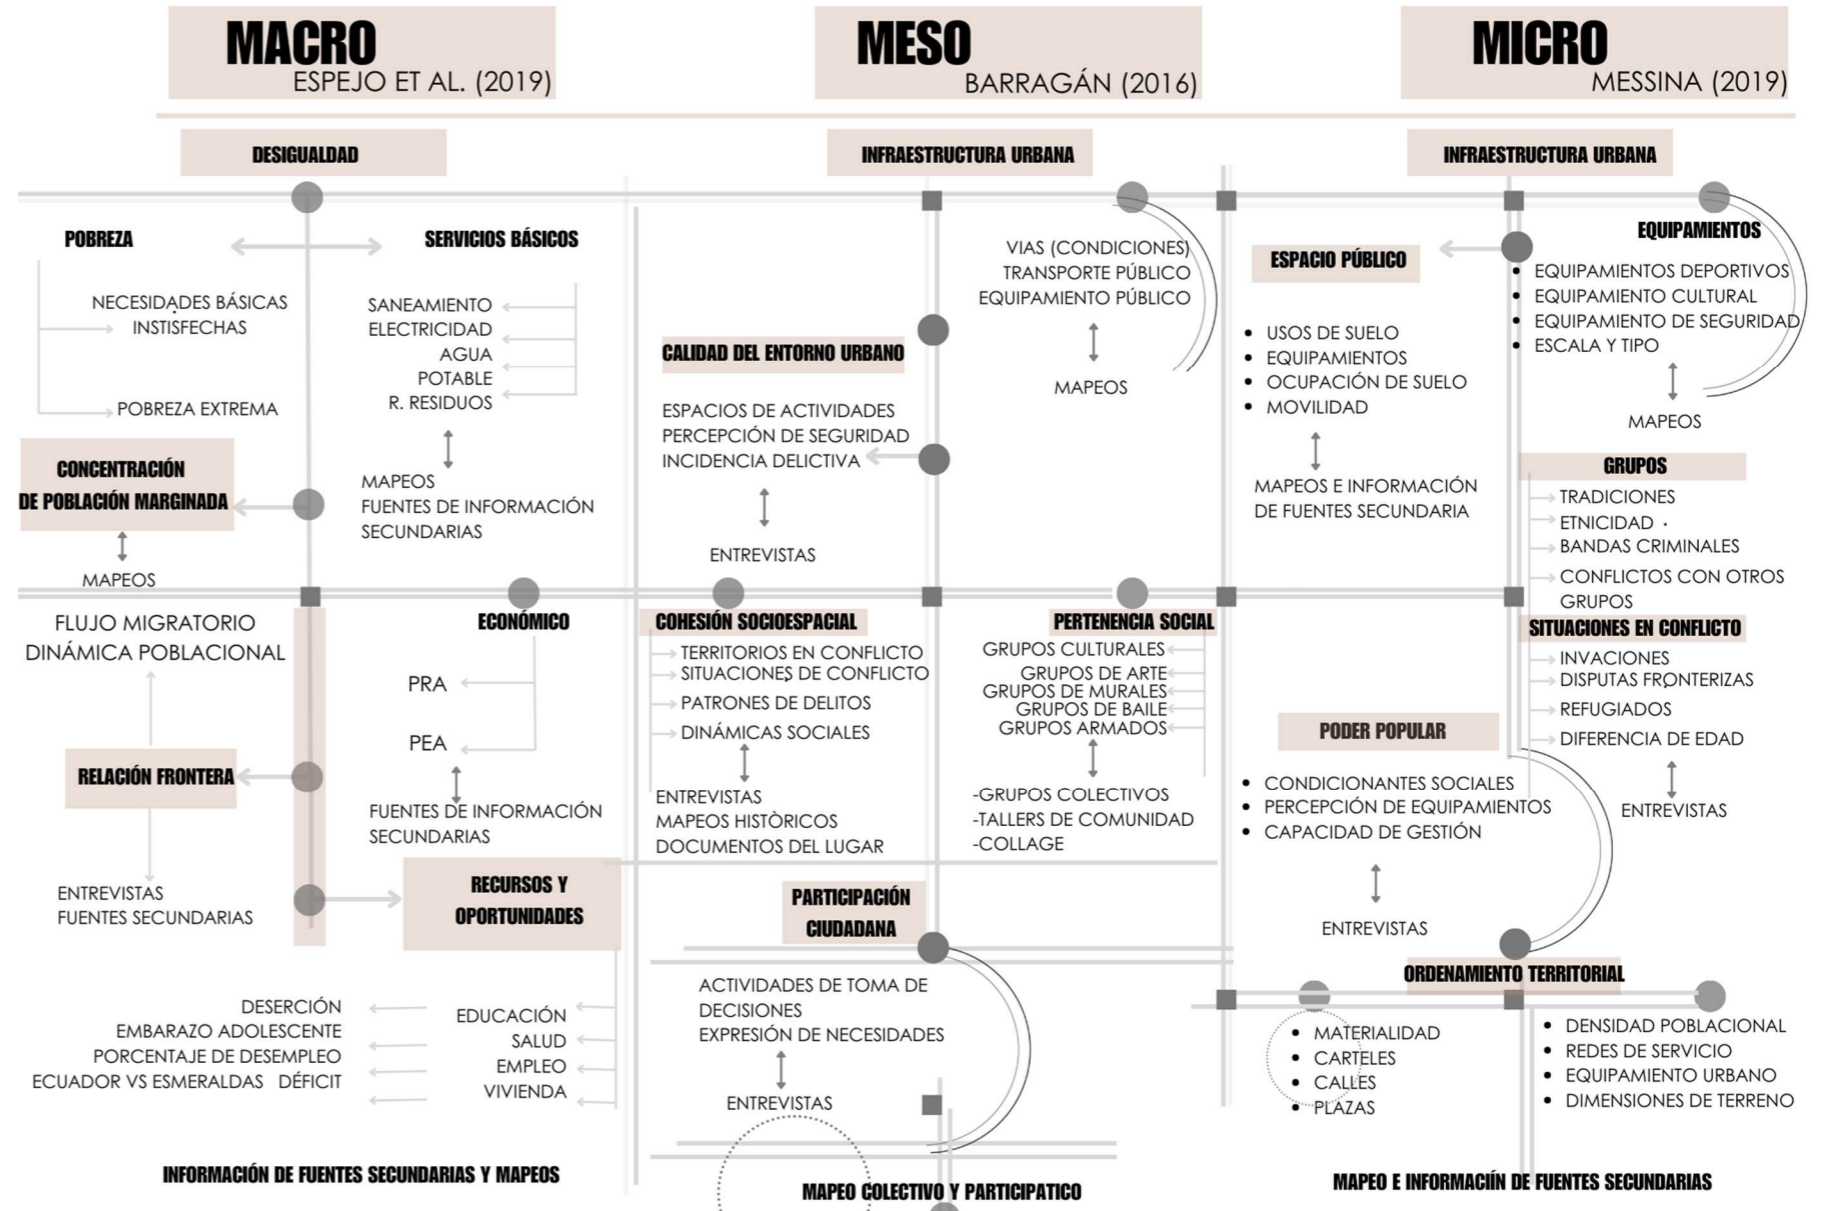 MACRO
ESPEJO ET AL. (2019)
MESO
BARRAGÁN (2016)
MICRO
MESSINA (2019)
DESIGUALDAD
POBREZA
SERVICIOS BÁSICOS
NECESIDADES BÁSICAS
INSTISFECHAS
POBREZA EXTREMA
SANEAMIENTO
ELECTRICIDAD
AGUA
POTABLE
R. RESIDUOS
MAPEOS
FUENTES DE INFORMACIÓN
SECUNDARIAS
CONCENTRACIÓN
DE POBLACIÓN MARGINADA
MAPEOS
FLUJO MIGRATORIO
DINÁMICA POBLACIONAL
RELACIÓN FRONTERA
ENTREVISTAS
FUENTES SECUNDARIAS
ECONÓMICO
PRA
PEA
FUENTES DE INFORMACIÓN
SECUNDARIAS
RECURSOS Y
OPORTUNIDADES
EDUCACIÓN
SALUD
EMPLEO
VIVIENDA
DESERCIÓN
EMBARAZO ADOLESCENTE
PORCENTAJE DE DESEMPLEO
ECUADOR VS ESMERALDAS DÉFICIT
INFORMACIÓN DE FUENTES SECUNDARIAS Y MAPEOS
INFRAESTRUCTURA URBANA
VIAS (CONDICIONES)
TRANSPORTE PÚBLICO
EQUIPAMIENTO PÚBLICO
MAPEOS
CALIDAD DEL ENTORNO URBANO
ESPACIOS DE ACTIVIDADES
PERCEPCIÓN DE SEGURIDAD
INCIDENCIA DELICTIVA
ENTREVISTAS
COHESIÓN SOCIOESPACIAL
TERRITORIOS EN CONFLICTO
SITUACIONES DE CONFLICTO
PATRONES DE DELITOS
DINÁMICAS SOCIALES
ENTREVISTAS
MAPEOS HISTÒRICOS
DOCUMENTOS DEL LUGAR
PERTENENCIA SOCIAL
GRUPOS CULTURALES
GRUPOS DE ARTE
GRUPOS DE MURALES
GRUPOS DE BAILE
GRUPOS ARMADOS
-GRUPOS COLECTIVOS
-TALLERS DE COMUNIDAD
-COLLAGE
PARTICIPACIÓN
CIUDADANA
ACTIVIDADES DE TOMA DE
DECISIONES
EXPRESIÓN DE NECESIDADES
ENTREVISTAS
MAPEO COLECTIVO Y PARTICIPATICO
INFRAESTRUCTURA URBANA
ESPACIO PÚBLICO
• USOS DE SUELO
• EQUIPAMIENTOS
• OCUPACIÓN DE SUELO
• MOVILIDAD
MAPEOS E INFORMACIÓN
DE FUENTES SECUNDARIA
EQUIPAMIENTOS
• EQUIPAMIENTOS DEPORTIVOS
• EQUIPAMIENTO CULTURAL
• EQUIPAMIENTO DE SEGURIDAD
• ESCALA Y TIPO
MAPEOS
GRUPOS
TRADICIONES
ETNICIDAD
BANDAS CRIMINALES
CONFLICTOS CON OTROS
GRUPOS
SITUACIONES EN CONFLICTO
INVACIONES
DISPUTAS FRONTERIZAS
REFUGIADOS
DIFERENCIA DE EDAD
ENTREVISTAS
PODER POPULAR
• CONDICIONANTES SOCIALES
• PERCEPCIÓN DE EQUIPAMIENTOS
• CAPACIDAD DE GESTIÓN
ENTREVISTAS
ORDENAMIENTO TERRITORIAL
• MATERIALIDAD
• CARTELES
• CALLES
• PLAZAS
• DENSIDAD POBLACIONAL
• REDES DE SERVICIO
• EQUIPAMIENTO URBANO
• DIMENSIONES DE TERRENO
MAPEO E INFORMACIÍN DE FUENTES SECUNDARIAS